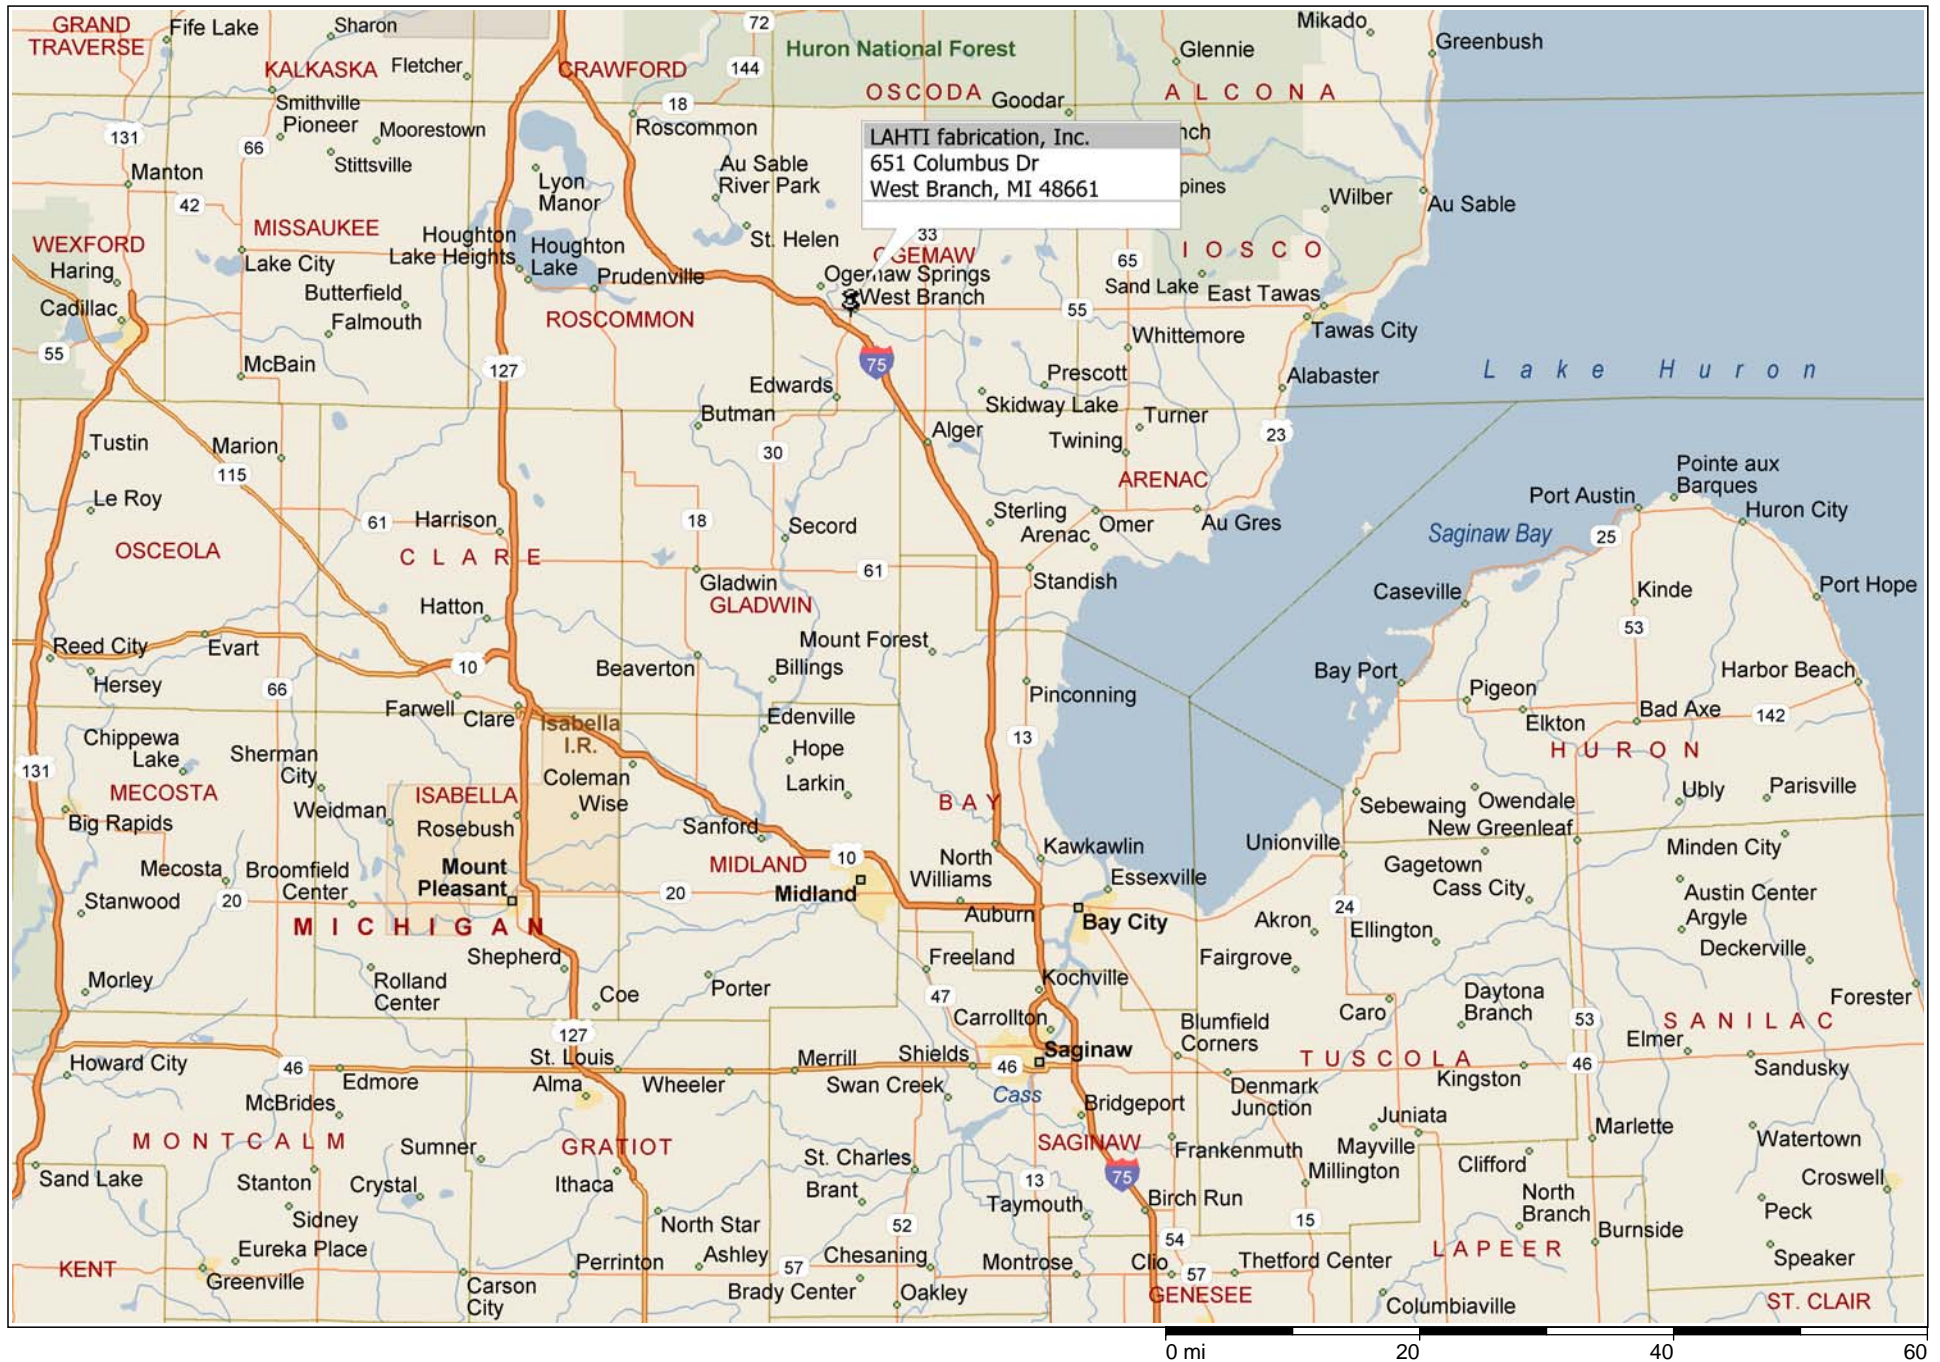 GRAND
TRAVERSE
Fife Lake
Sharon
KALKASKA
Fletcher
CRAWFORD
72
144
Huron National Forest
Mikado
Greenbush
Glennie
OSCODA
Goodar
ALCONA
Smithville
Pioneer
Moorestown
18
Roscommon
131
66
Stittsville
LAHTI fabrication, Inc.
651 Columbus Dr
West Branch, MI 48661
nch
pines
Manton
42
Lyon
Manor
Au Sable
River Park
Wilber
Au Sable
MISSAUKEE
WEXFORD
Haring
Lake City
Houghton
Lake Heights
Houghton
Lake
Prudenville
St. Helen
33
OGEMAW
Ogemaw Springs
West Branch
65
IOSCO
Sand Lake
East Tawas
Tawas City
Cadillac
Butterfield
Falmouth
ROSCOMMON
55
Whittemore
55
McBain
127
75
Lake Huron
Edwards
Prescott
Alabaster
Butman
Skidway Lake
Turner
Tustin
Marion
Alger
Twining
23
115
30
ARENAC
Pointe aux
Barques
Le Roy
Port Austin
Huron City
61
Harrison
18
Secord
Sterling
Arenac
Omer
Au Gres
Saginaw Bay
25
OSCEOLA
CLARE
Gladwin
61
Standish
GLADWIN
Caseville
Kinde
Port Hope
Hatton
53
Reed City
Evart
10
Mount Forest
Beaverton
Billings
Hersey
66
Bay Port
Harbor Beach
Pinconning
Pigeon
Farwell
Clare
Isabella
I.R.
Edenville
Elkton
Bad Axe
142
Chippewa
Lake
Sherman
City
Hope
13
HURON
131
Coleman
Wise
Larkin
MECOSTA
Weidman
ISABELLA
BAY
Ubly
Parisville
Big Rapids
Rosebush
Sanford
Sebewaing
Owendale
New Greenleaf
Mecosta
Broomfield
Center
Mount
Pleasant
MIDLAND
10
Midland
North
Williams
Kawkawlin
Unionville
Minden City
Gagetown
Cass City
Essexville
Stanwood
20
20
Auburn
Bay City
24
Austin Center
Argyle
MICHIGAN
Akron
Ellington
Deckerville
Shepherd
Freeland
Fairgrove
Morley
Rolland
Center
Coe
Porter
Kochville
47
Caro
Daytona
Branch
Forester
127
Carrollton
Blumfield
Corners
53
SANILAC
Elmer
Howard City
46
St. Louis
Merrill
Shields
Saginaw
46
TUSCOLA
46
Edmore
Alma
Wheeler
Swan Creek
Cass
Kingston
Sandusky
McBrides
Denmark
Junction
Bridgeport
Juniata
MONTCALM
Sumner
GRATIOT
SAGINAW
Frankenmuth
Mayville
Marlette
Watertown
Sand Lake
St. Charles
Millington
Clifford
Croswell
Stanton
Crystal
Ithaca
Brant
13
75
Taymouth
Birch Run
North
Branch
Peck
Sidney
North Star
52
15
Burnside
Eureka Place
Ashley
Chesaning
Montrose
54
Clio
Thetford Center
LAPEER
Speaker
KENT
Greenville
Perrinton
57
57
Carson
City
Brady Center
Oakley
GENESEE
Columbiaville
ST. CLAIR
0 mi
20
40
60